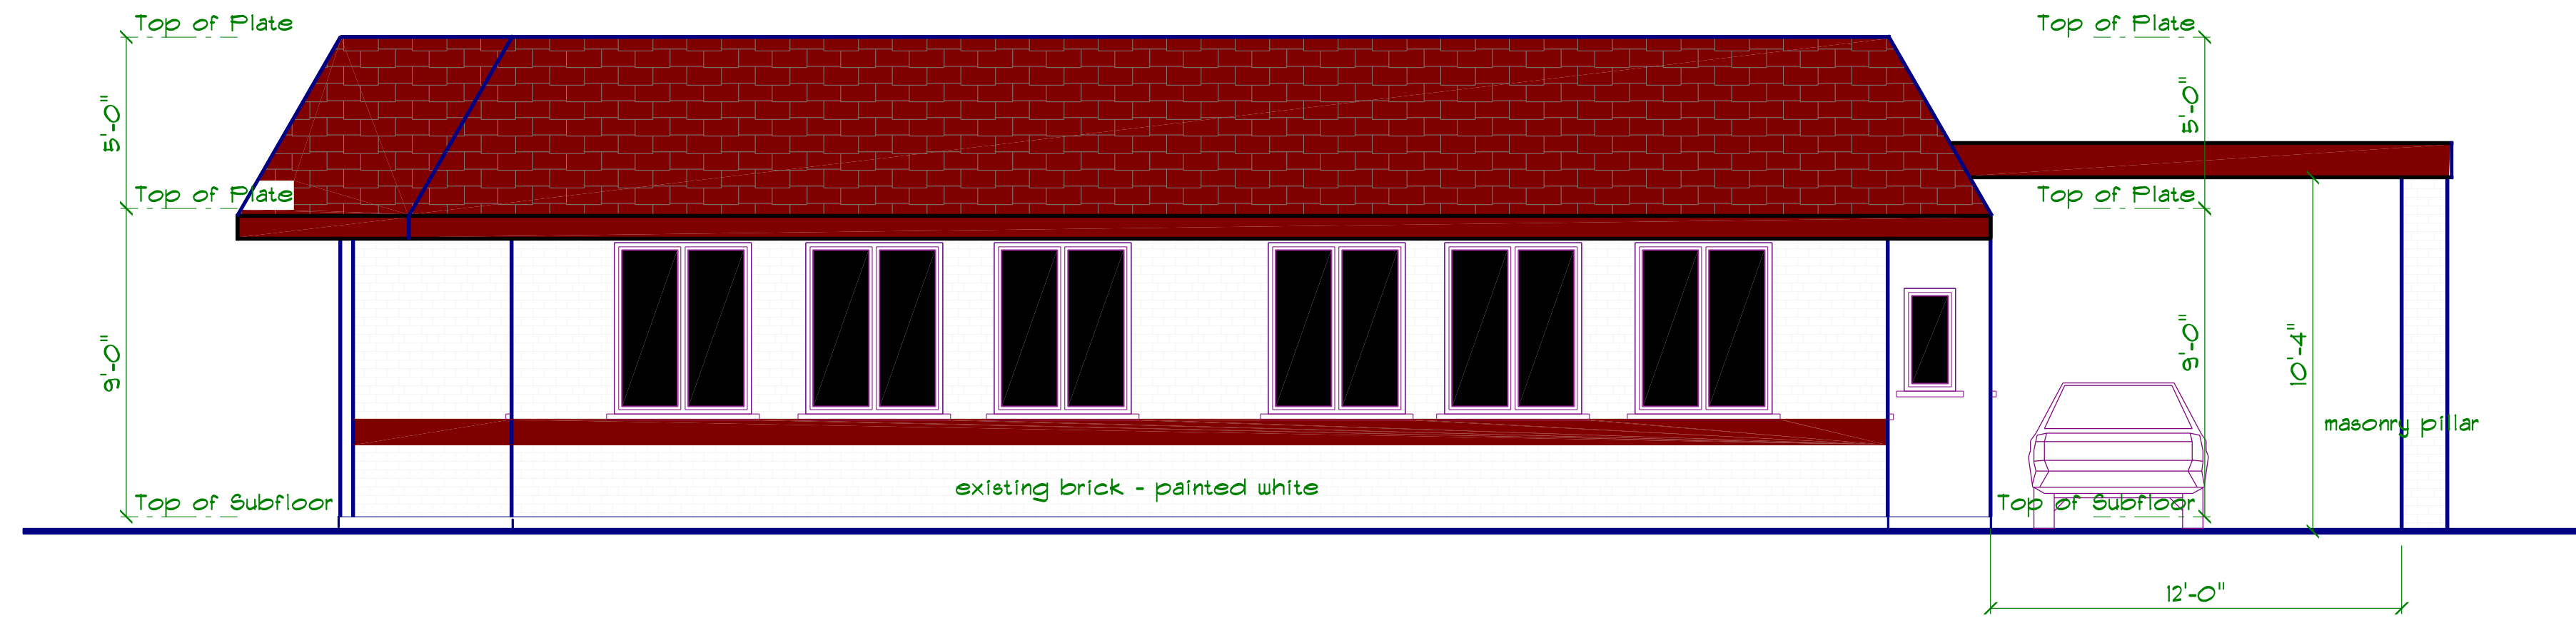 Top of Plate
Top of Plate
5'-0"
5'-0"
Top of Plate
Top of Plate
9'-0"
9'-0"
10'-4"
masonry pillar
existing brick - painted white
Top of Subfloor
Top of Subfloor
12'-0"